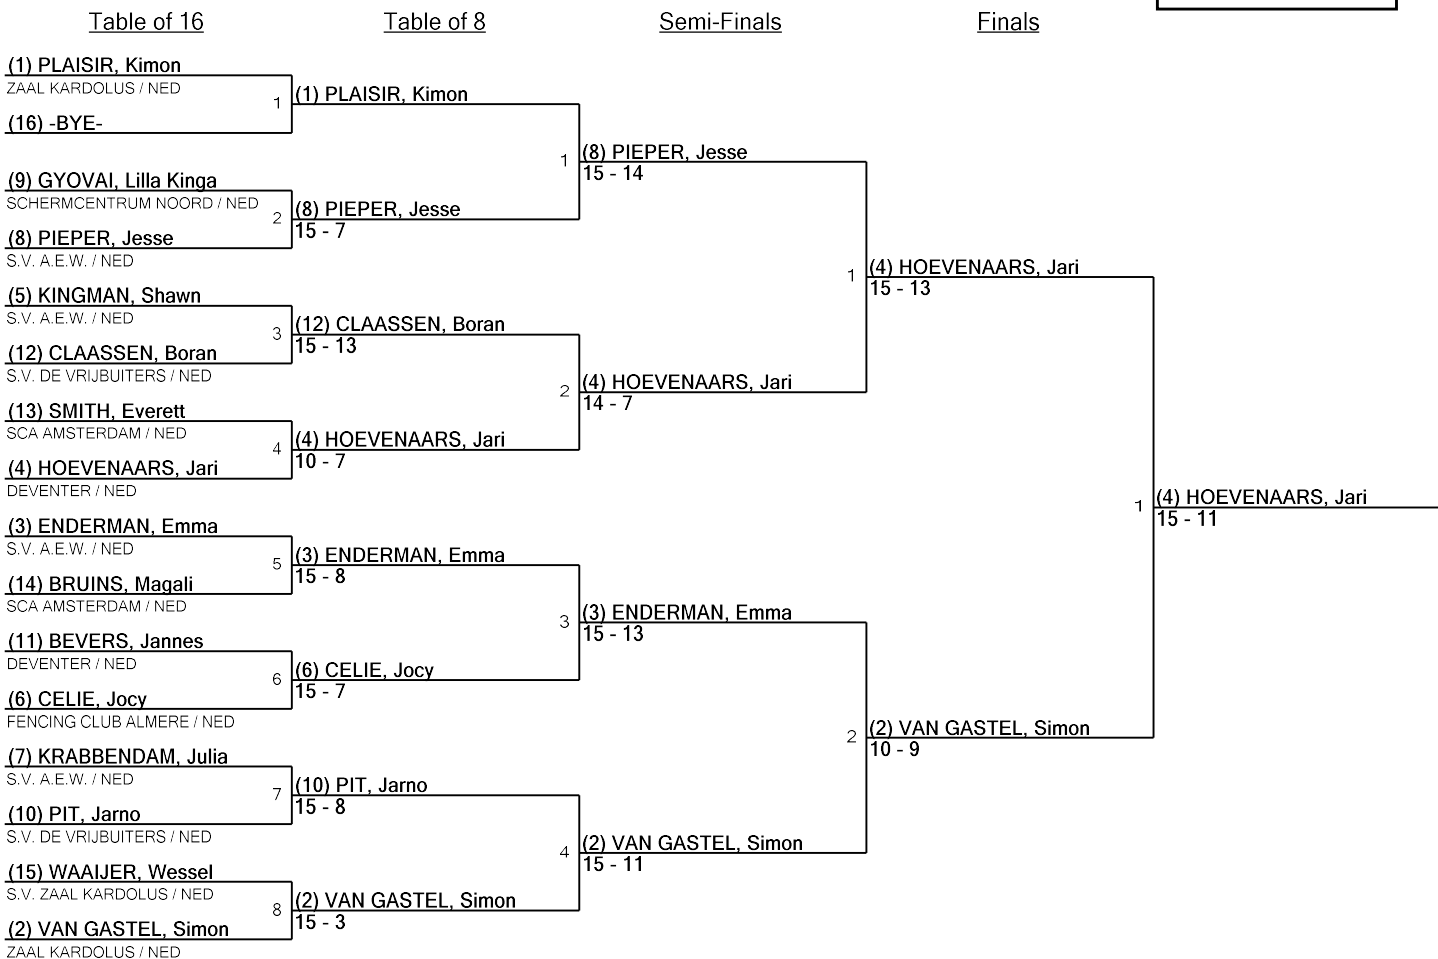 Table of 16
Table of 8
Semi-Finals
Finals
(1) PLAISIR, Kimon
ZAAL KARDOLUS / NED
1
(16) -BYE-
(9) GYOVAI, Lilla Kinga
SCHERMCENTRUM NOORD / NED
2
(8) PIEPER, Jesse
S.V. A.E.W. / NED
(5) KINGMAN, Shawn
S.V. A.E.W. / NED
3
(12) CLAASSEN, Boran
S.V. DE VRIJBUITERS / NED
(13) SMITH, Everett
SCA AMSTERDAM / NED
4
(4) HOEVENAARS, Jari
DEVENTER / NED
(3) ENDERMAN, Emma
S.V. A.E.W. / NED
5
(14) BRUINS, Magali
SCA AMSTERDAM / NED
(11) BEVERS, Jannes
DEVENTER / NED
6
(6) CELIE, Jocy
FENCING CLUB ALMERE / NED
(7) KRABBENDAM, Julia
S.V. A.E.W. / NED
7
(10) PIT, Jarno
S.V. DE VRIJBUITERS / NED
(15) WAAIJER, Wessel
S.V. ZAAL KARDOLUS / NED
8
(2) VAN GASTEL, Simon
ZAAL KARDOLUS / NED
(1) PLAISIR, Kimon
1
(8) PIEPER, Jesse
15 - 7
(12) CLAASSEN, Boran
15 - 13
2
(4) HOEVENAARS, Jari
10 - 7
(3) ENDERMAN, Emma
15 - 8
3
(6) CELIE, Jocy
15 - 7
(10) PIT, Jarno
15 - 8
4
(2) VAN GASTEL, Simon
15 - 3
(8) PIEPER, Jesse
15 - 14
1
(4) HOEVENAARS, Jari
14 - 7
(3) ENDERMAN, Emma
15 - 13
2
(2) VAN GASTEL, Simon
15 - 11
(4) HOEVENAARS, Jari
15 - 13
1
(2) VAN GASTEL, Simon
10 - 9
(4) HOEVENAARS, Jari
15 - 11